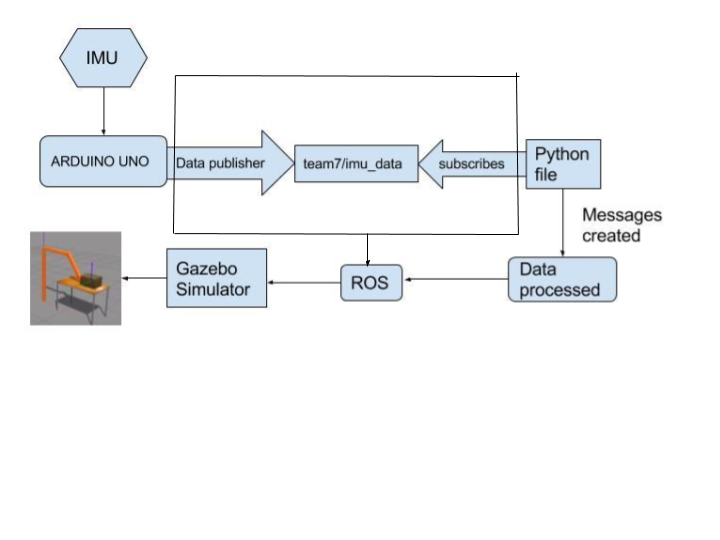 IMU
ARDUINO UNO
Data publisher
team7/imu_data
subscribes
Python
file
Messages
created
Data
processed
ROS
Gazebo
Simulator